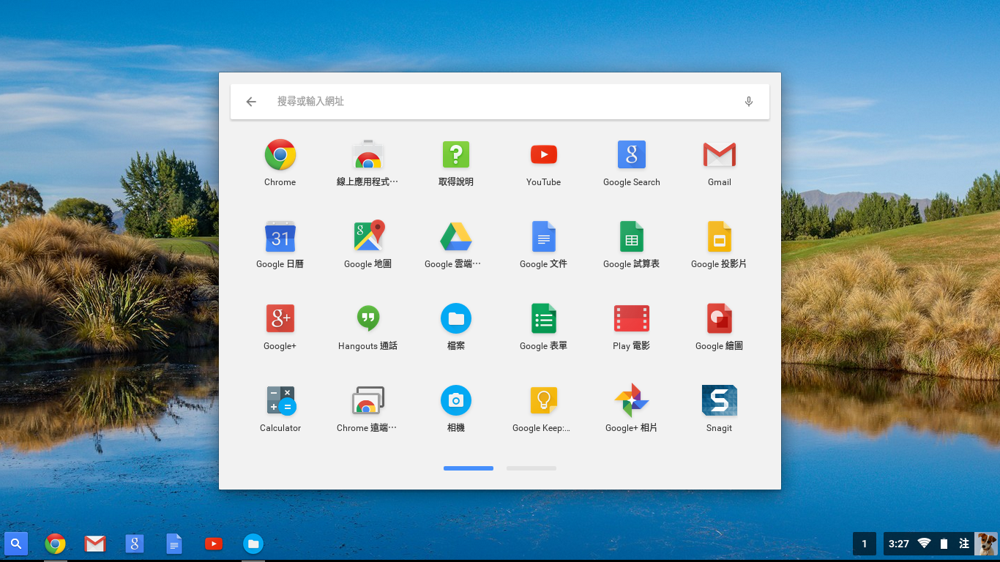 搜尋或輸入網址
Chrome
線上應用程式…
取得說明
YouTube
Google Search
Gmail
31
Google 日曆
Google 地圖
Google 雲端…
Google 文件
Google 試算表
Google 投影片
Google+
Hangouts 通話
檔案
Google 表單
Play 電影
Google 繪圖
Calculator
Chrome 遠端…
相機
Google Keep:...
Google+ 相片
Snagit
1
3:27
注